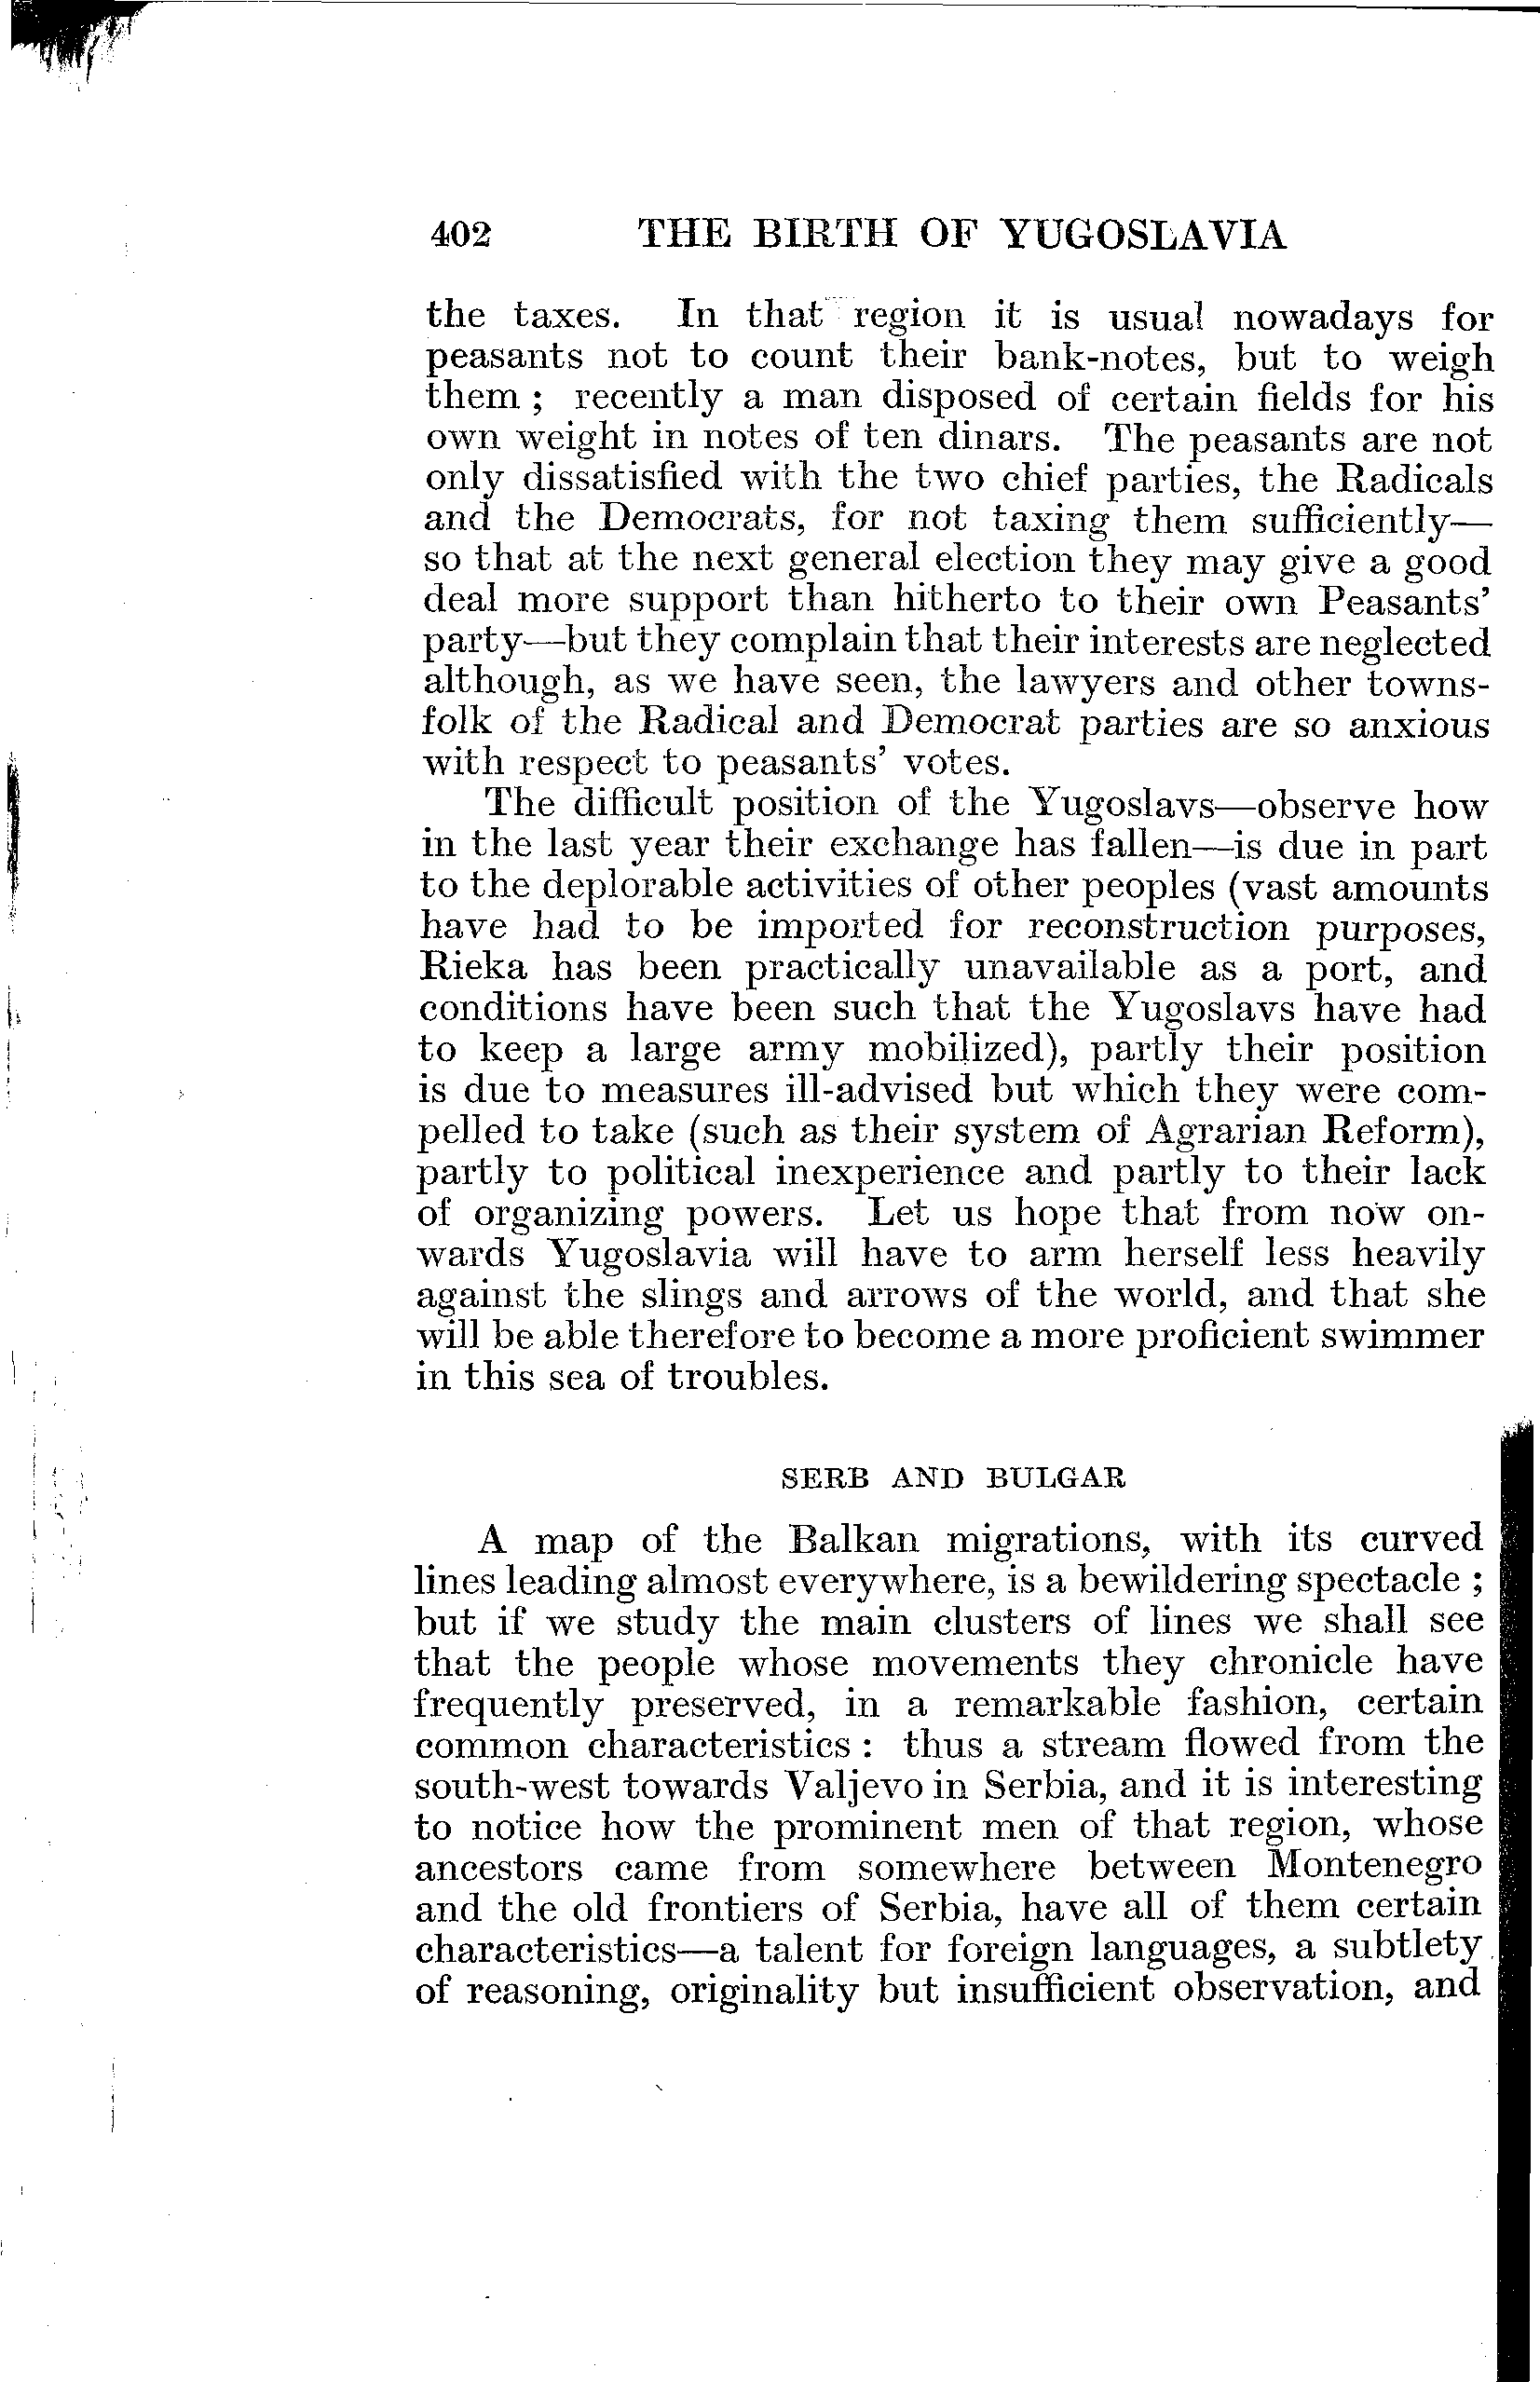 402 THE BIRTH OF YUGOSLAVIA
the taxes. In that region it is usual nowadays for
peasants not to count their bank-notes, but to weigh
them ; recently a man disposed of certain fields for his
own weight in notes of ten dinars. The peasants are not
only dissatisfied with the two chief parties, the Radicals
and the Democrats, for not taxing them sufficiently—
so that at the next general election they may give a good
deal more support than hitherto to their own Peasants’
party—but they complain that their interests are neglected
although, as we have seen, the lawyers and other towns-
folk of the Radical and Democrat parties are so anxious
with respect to peasants’ votes.
The difficult position of the Yugoslavs—observe how
in the last year their exchange has fallen—is due in part
to the deplorable activities of other peoples (vast amounts
have had to be imported for reconstruction purposes,
Rieka has been practically unavailable as a port, and
conditions have been such that the Yugoslavs have had
to keep a large army mobilized), partly their position
is due to measures ill-advised but which they were com-
pelled to take (such as their system of Agrarian Reform),
partly to political inexperience and partly to their lack
of organizing powers. Let us hope that from now on-
wards Yugoslavia will have to arm herself less heavily
against the slings and arrows of the world, and that she
will be able therefore to become a more proficient swimmer
in this sea of troubles.
SERB AND BULGAR
A map of the Balkan migrations, with its curved
lines leading almost everywhere, is a bewildering spectacle ;
but if we study the main clusters of lines we shall see
that the people whose movements they chronicle have
frequently preserved, in a remarkable fashion, certain
common characteristics : thus a stream flowed from the
south-west towards Valjevo in Serbia, and it is interesting
to notice how the prominent men of that region, whose
ancestors came from somewhere between Montenegro
and the old frontiers of Serbia, have all of them certain
characteristics—a talent for foreign languages, a subtlety
of reasoning, originality but insufficient observation, and